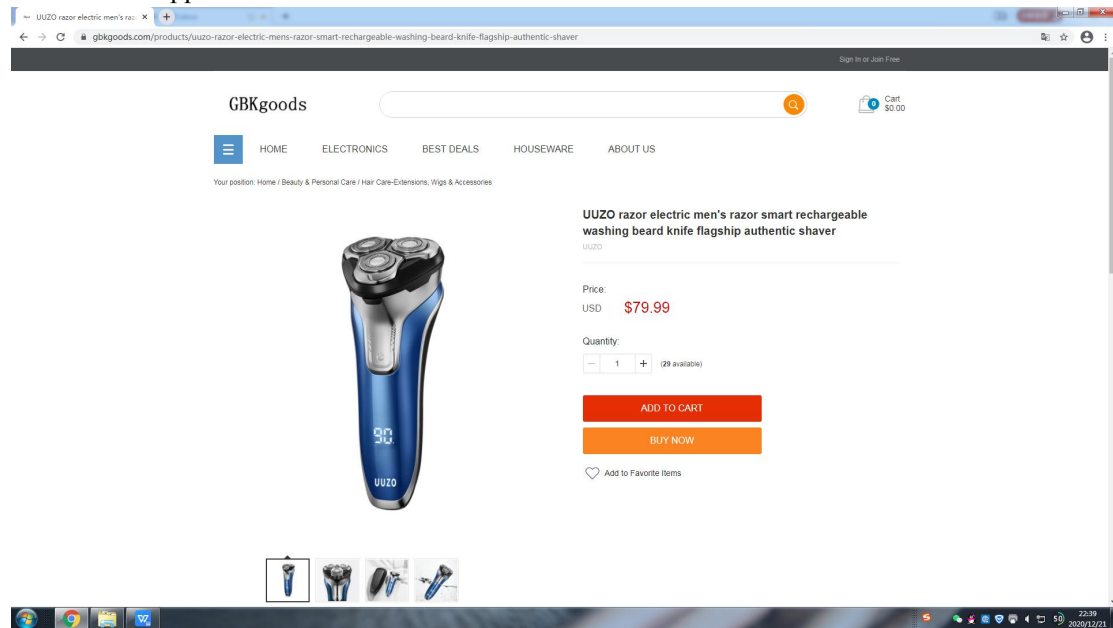 UUZO razor electric men's raz
gbkgoods.com/products/uuzo-razor-electric-mens-razor-smart-rechargeable-washing-beard-knife-flagship-authentic-shaver
Sign In or Join Free
GBKgoods
0
Cart
$0.00
HOME ELECTRONICS BEST DEALS HOUSEWARE ABOUT US
Your position: Home / Beauty & Personal Care / Hair Care-Extensions, Wigs & Accessories
UUZO razor electric men's razor smart rechargeable
washing beard knife flagship authentic shaver
UUZO
Price:
USD $79.99
Quantity:
— 1 + (29 available)
ADD TO CART
BUY NOW
Add to Favorite Items
90
UUZO
50
22:39
2020/12/21